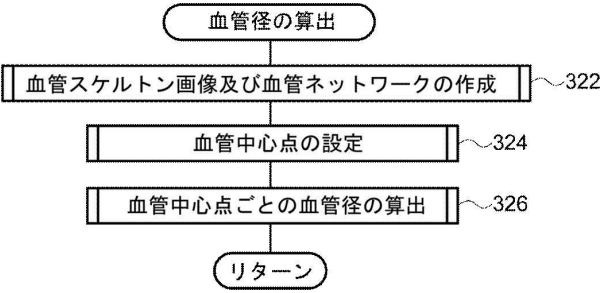 血管径の算出
血管スケルトン画像及び血管ネットワークの作成
322
血管中心点の設定
324
血管中心点ごとの血管径の算出
326
リターン